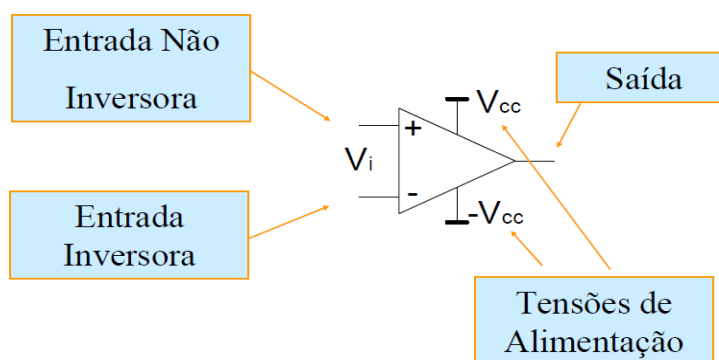 Entrada Não
Inversora
Saída
Vcc
+
Vi
-
-Vcc
Entrada
Inversora
Tensões de
Alimentação